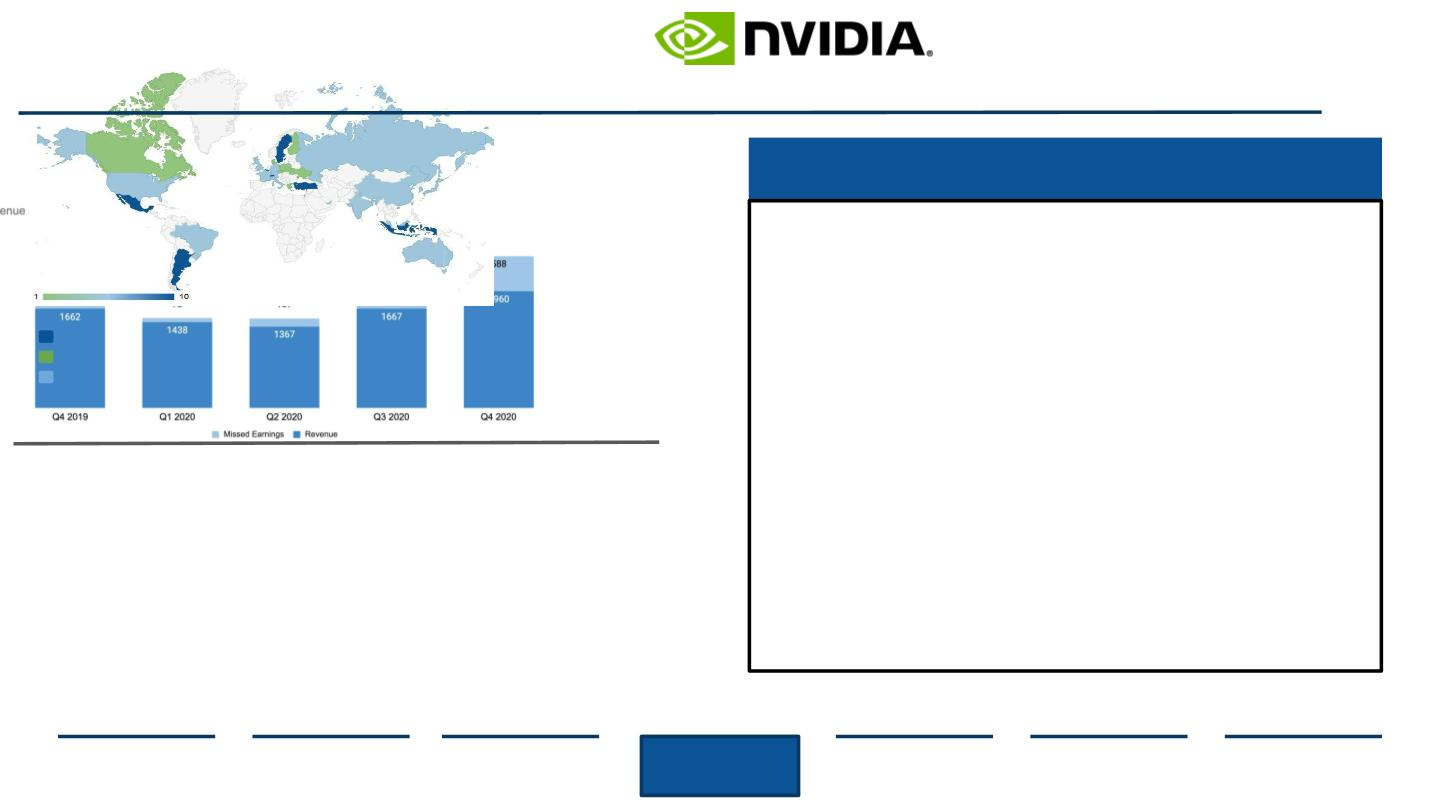 NVIDIA®
enue
1 10
588
960
1662 1438 1367 1667
Q4 2019 Q1 2020 Q2 2020 Q3 2020 Q4 2020
Missed Earnings Revenue